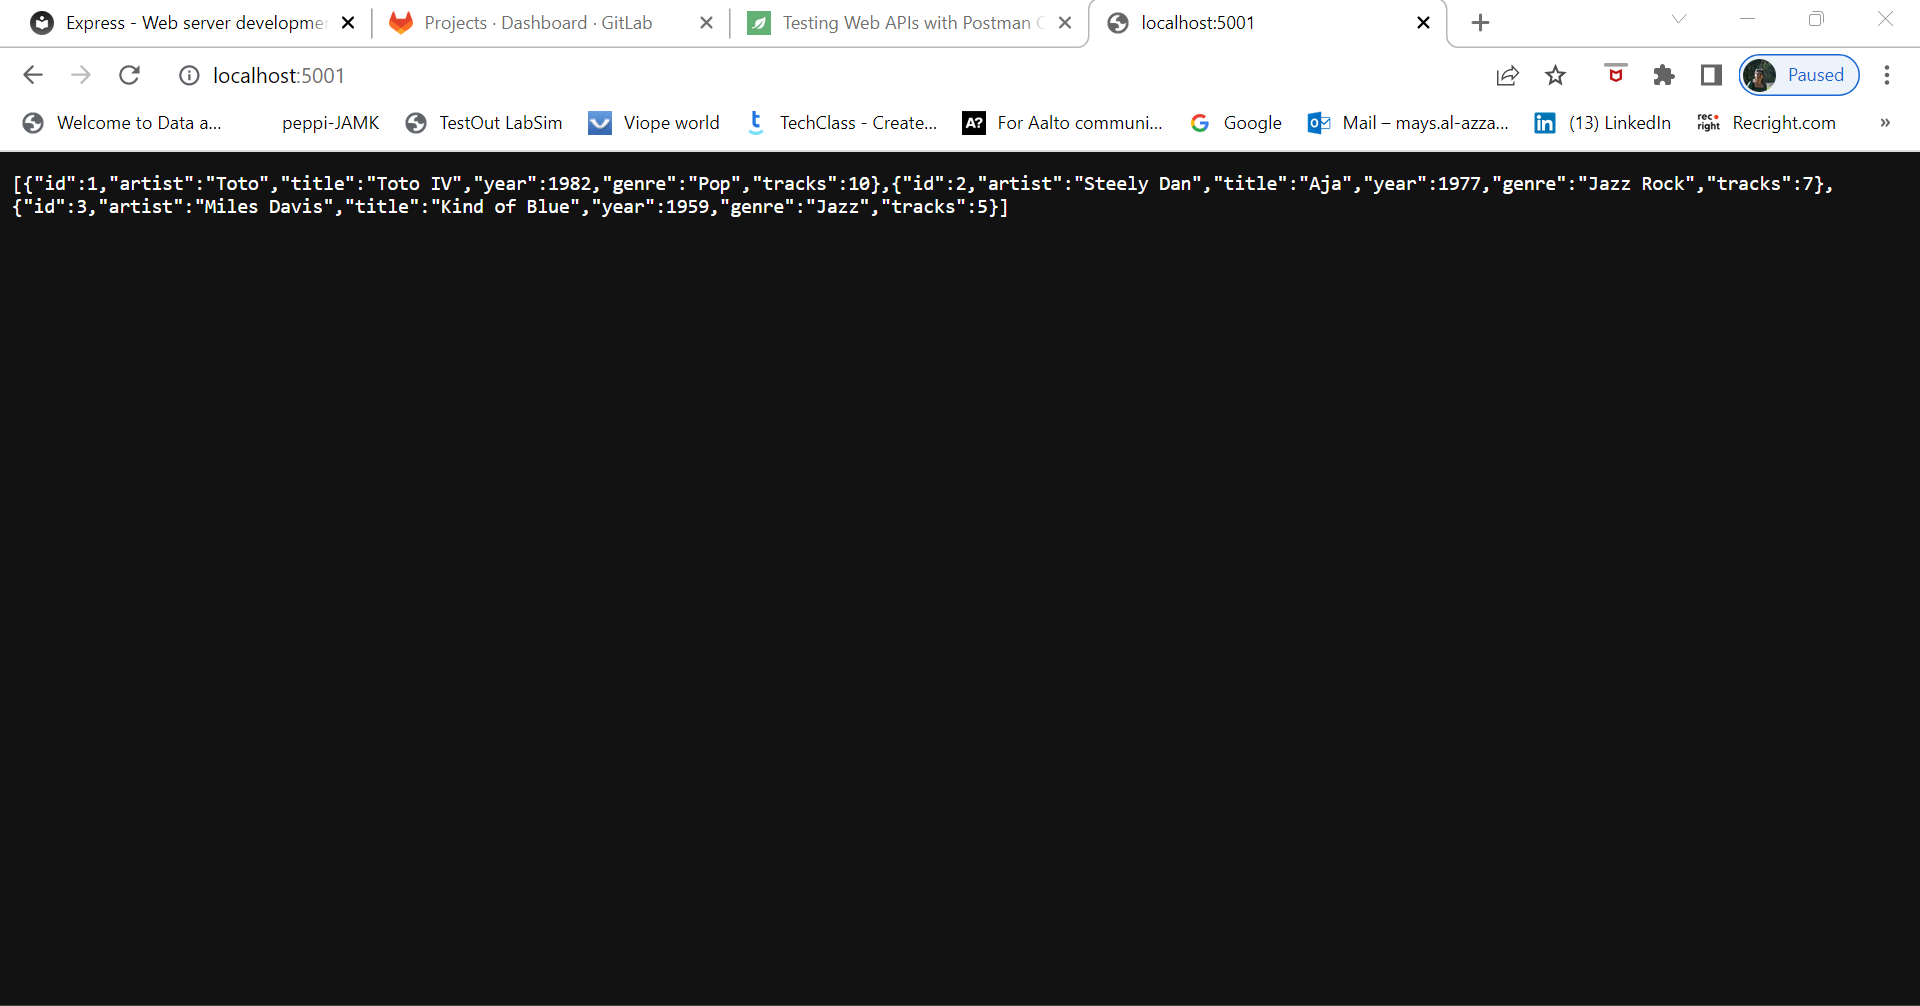 Express - Web server developme
Projects · Dashboard · GitLab
Testing Web APIs with Postman C
localhost:5001
localhost:5001
Paused
Welcome to Data a...
peppi-JAMK
TestOut LabSim
Viope world
TechClass - Create...
A?
For Aalto communi...
Google
Mail – mays.al-azza...
(13) LinkedIn
rec right
Recright.com
[{"id":1,"artist":"Toto","title":"Toto IV","year":1982,"genre":"Pop","tracks":10},{"id":2,"artist":"Steely Dan","title":"Aja","year":1977,"genre":"Jazz Rock","tracks":7},
{"id":3,"artist":"Miles Davis","title":"Kind of Blue","year":1959,"genre":"Jazz","tracks":5}]